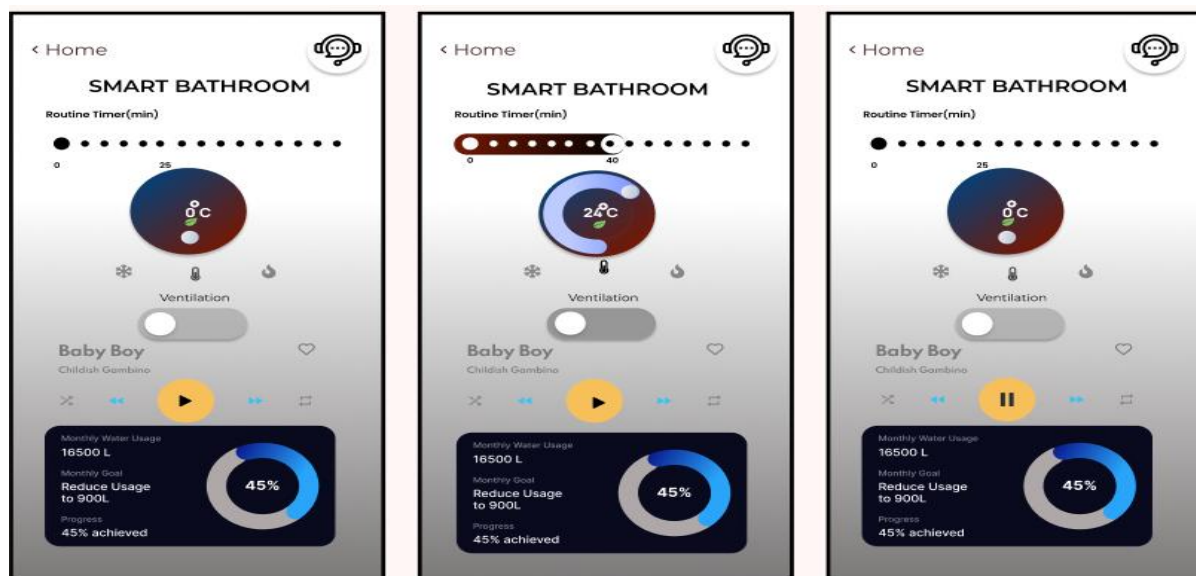 < Home
SMART BATHROOM
Routine Timer(min)
0 25
0°C
Ventilation
Baby Boy
Childish Gambino
Monthly Water Usage
16500 L
Monthly Goal
Reduce Usage
to 900L
Progress
45% achieved
45%
< Home
SMART BATHROOM
Routine Timer(min)
0 40
24°C
Ventilation
Baby Boy
Childish Gambino
Monthly Water Usage
16500 L
Monthly Goal
Reduce Usage
to 900L
Progress
45% achieved
45%
< Home
SMART BATHROOM
Routine Timer(min)
0 25
0°C
Ventilation
Baby Boy
Childish Gambino
Monthly Water Usage
16500 L
Monthly Goal
Reduce Usage
to 900L
Progress
45% achieved
45%